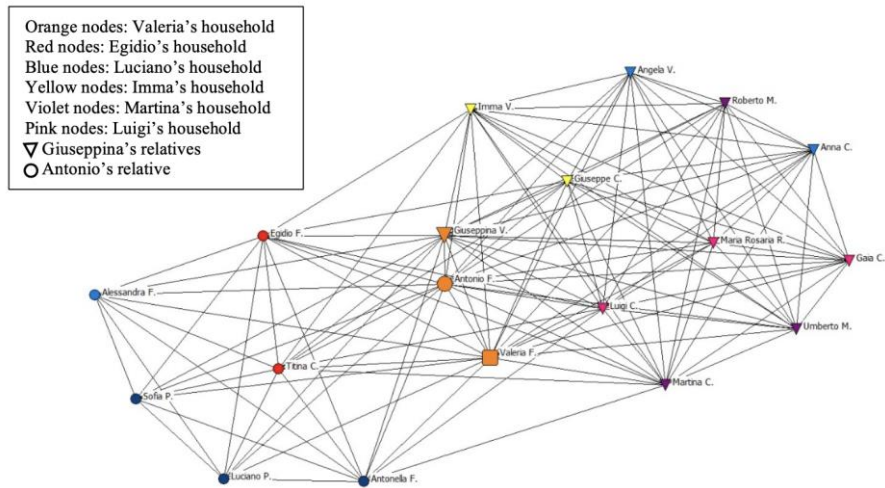 Orange nodes: Valeria's household
Red nodes: Egidio's household
Blue nodes: Luciano's household
Yellow nodes: Imma's household
Violet nodes: Martina's household
Pink nodes: Luigi's household
Giuseppina's relatives
Antonio's relative
Angela V.
Imma V.
Roberto M.
Anna C.
Giuseppe C.
Egidio F.
Giuseppina V.
Maria Rosaria R.
Gaia C.
Antonio F.
Alessandra F.
Luigi C.
Umberto M.
Valeria F.
Titina C.
Martina C.
Sofia P.
Luciano P.
Antonella F.